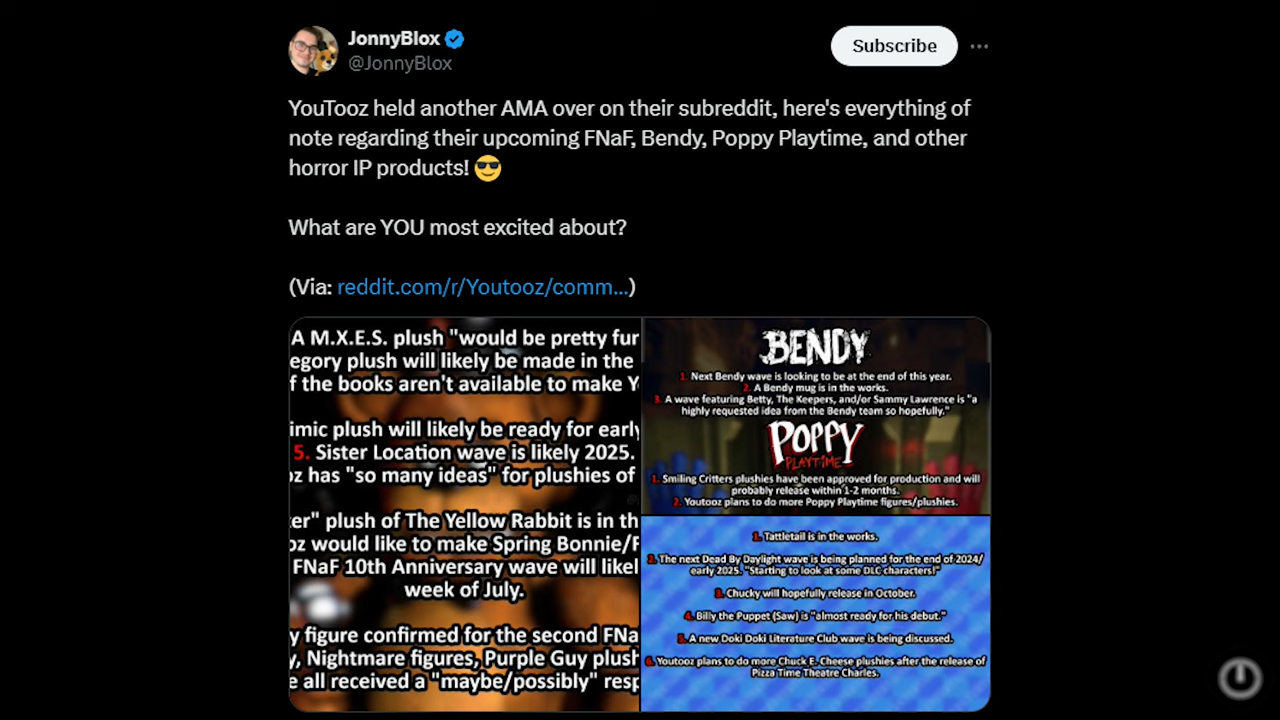 JonnyBlox
@JonnyBlox
Subscribe
YouTooz held another AMA over on their subreddit, here's everything of
note regarding their upcoming FNaF, Bendy, Poppy Playtime, and other
horror IP products! 😎
What are YOU most excited about?
(Via: reddit.com/r/Youtooz/comm...)
A M.X.E.S. plush "would be pretty fur
egory plush will likely be made in the
f the books aren't available to make Y
imic plush will likely be ready for early
5. Sister Location wave is likely 2025.
oz has "so many ideas" for plushies of
er" plush of The Yellow Rabbit is in th
oz would like to make Spring Bonnie/F
FNaF 10th Anniversary wave will likel
week of July.
y figure confirmed for the second FNa
y, Nightmare figures, Purple Guy plush
e all received a "maybe/possibly" resp
BENDY
1. Next Bendy wave is looking to be at the end of this year.
2. A Bendy mug is in the works.
3. A wave featuring Betty, The Keepers, and/or Sammy Lawrence is "a
highly requested idea from the Bendy team so hopefully."
POPPY
PLAYTIME
1. Smiling Critters plushies have been approved for production and will
probably release within 1-2 months.
2. Youtooz plans to do more Poppy Playtime figures/plushies.
1. Tattletail is in the works.
2. The next Dead By Daylight wave is being planned for the end of 2024/
early 2025. "Starting to look at some DLC characters!"
3. Chucky will hopefully release in October.
4. Billy the Puppet (Saw) is "almost ready for his debut."
5. A new Doki Doki Literature Club wave is being discussed.
6. Youtooz plans to do more Chuck E. Cheese plushies after the release of
Pizza Time Theatre Charles.